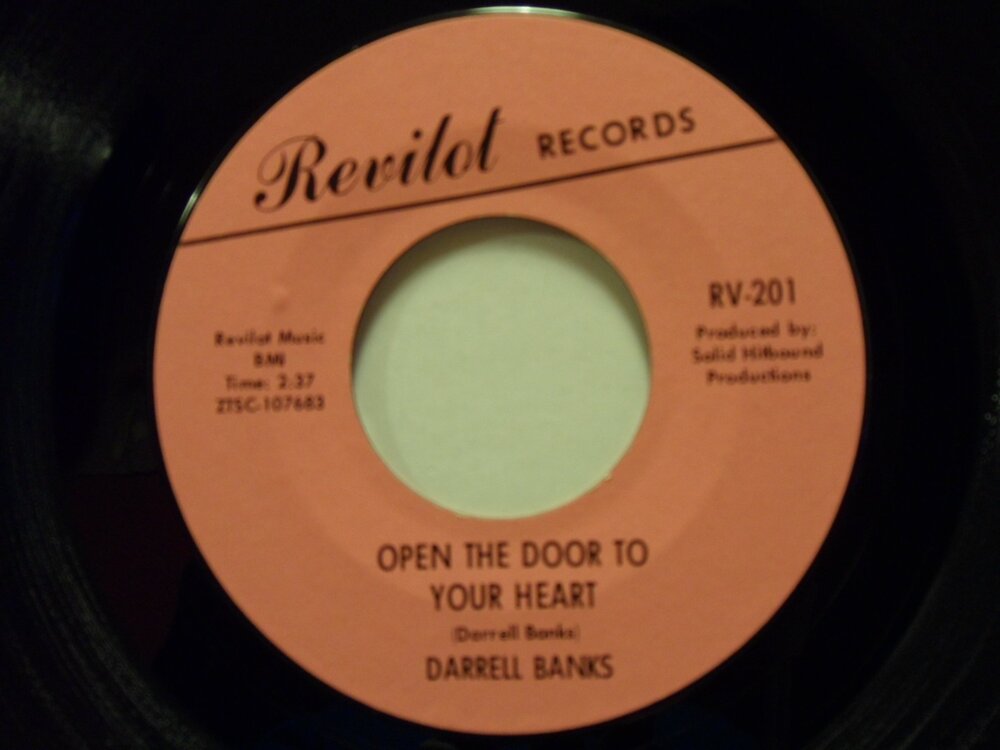 Revilot RECORDS
RV-201
Produced by:
Solid Hitbound
Productions
Revilot Music
BMI
Time: 2:37
ZTSC-107683
OPEN THE DOOR TO
YOUR HEART
(Darrell Banks)
DARRELL BANKS